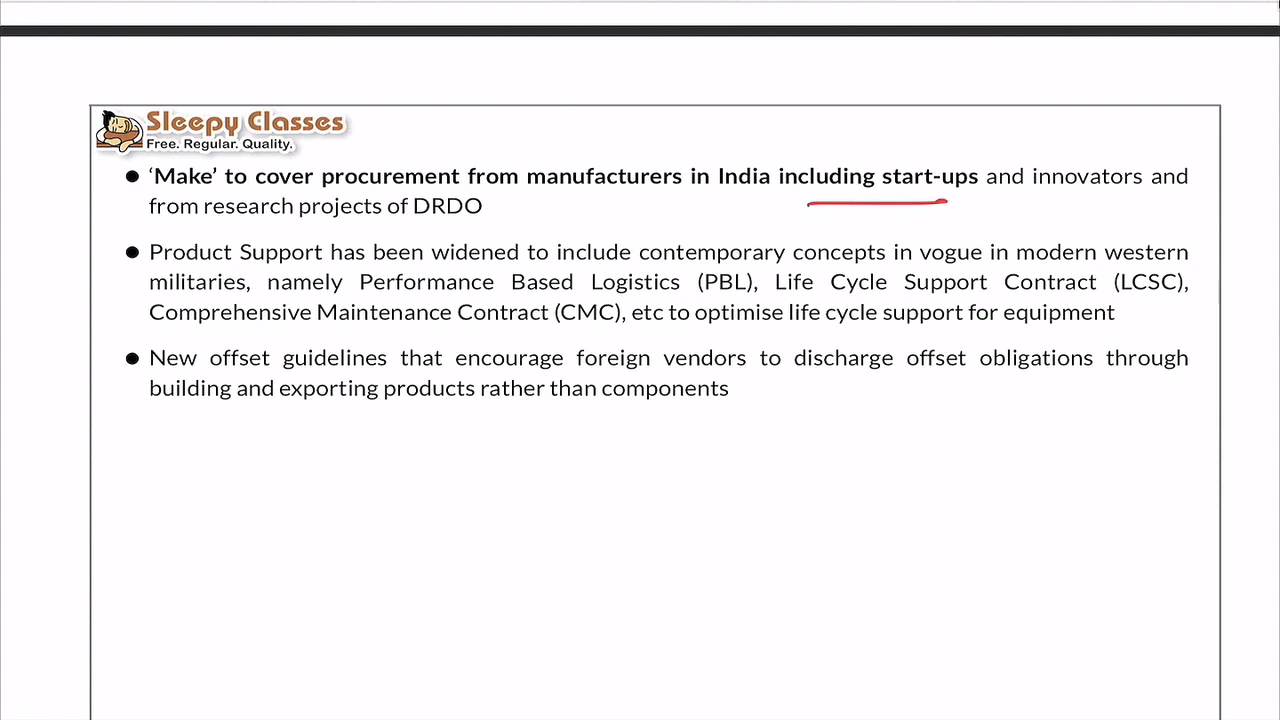 Sleepy Classes
Free. Regular. Quality.
● ‘Make’ to cover procurement from manufacturers in India including start-ups and innovators and
from research projects of DRDO
● Product Support has been widened to include contemporary concepts in vogue in modern western
militaries, namely Performance Based Logistics (PBL), Life Cycle Support Contract (LCSC),
Comprehensive Maintenance Contract (CMC), etc to optimise life cycle support for equipment
● New offset guidelines that encourage foreign vendors to discharge offset obligations through
building and exporting products rather than components